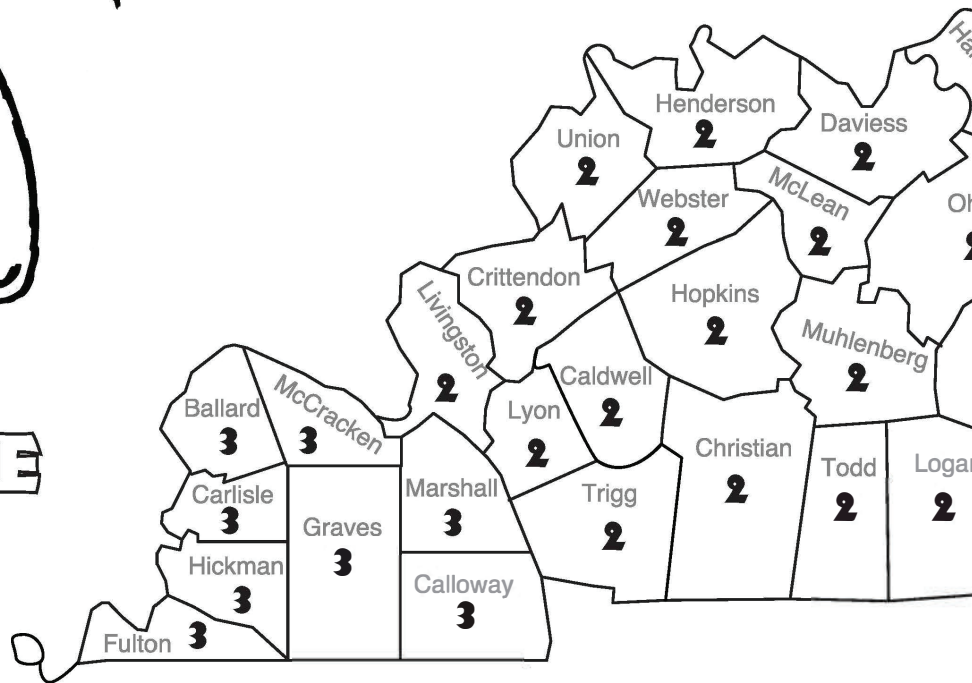 Henderson
2
Daviess
2
Union
2
McLean
2
Webster
2
Crittendon
2
Hopkins
2
Livingston
2
Muhlenberg
2
Caldwell
2
Lyon
2
Ballard
3
McCracken
3
Christian
2
Todd
2
2
Marshall
3
Trigg
2
Carlisle
3
Graves
3
Hickman
3
Calloway
3
Fulton 3